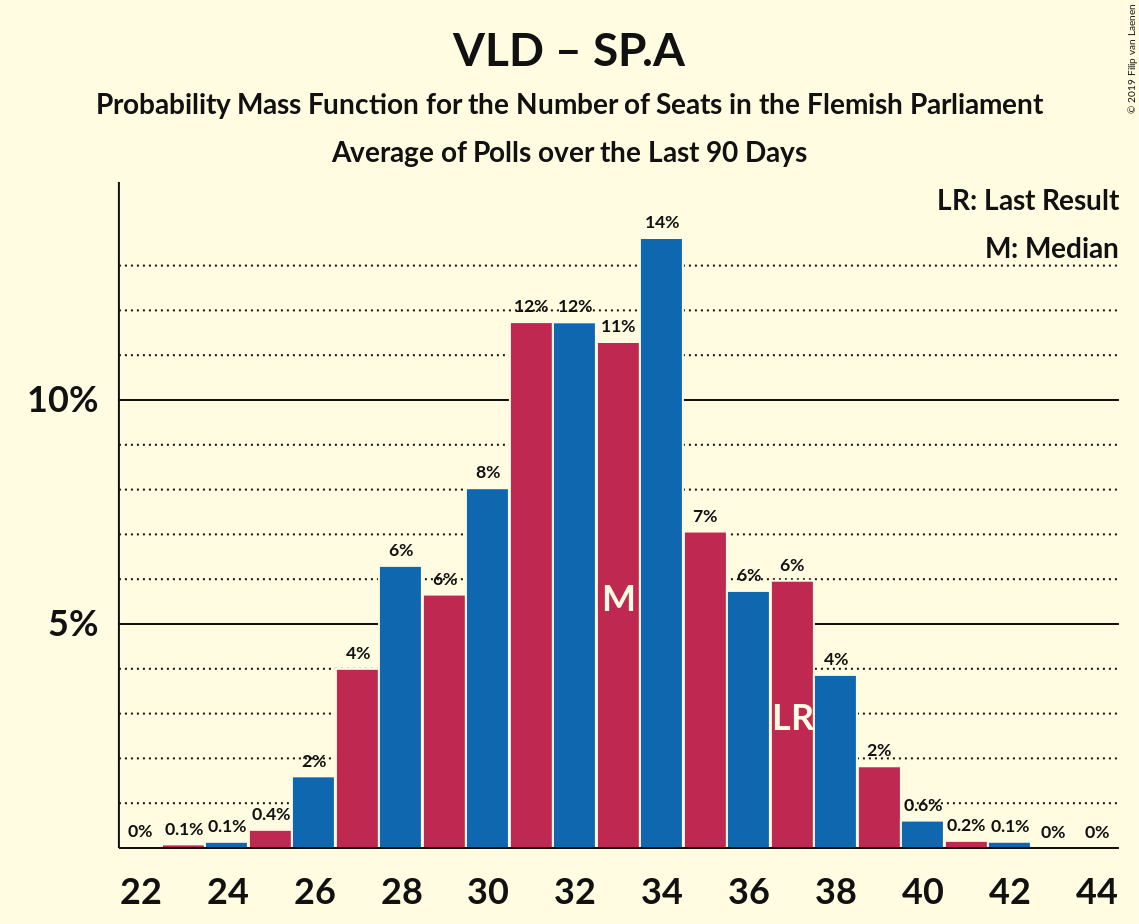 VLD – SP.A
Probability Mass Function for the Number of Seats in the Flemish Parliament
Average of Polls over the Last 90 Days
© 2019 Filip van Laenen
LR: Last Result
M: Median
14%
12% 12%
11%
10%
8%
7%
6% 6% 6% 6%
5%
4% 4%
2% 2%
0% 0.1% 0.1% 0.4% 0.6% 0.2% 0.1% 0% 0%
M
LR
22 24 26 28 30 32 34 36 38 40 42 44